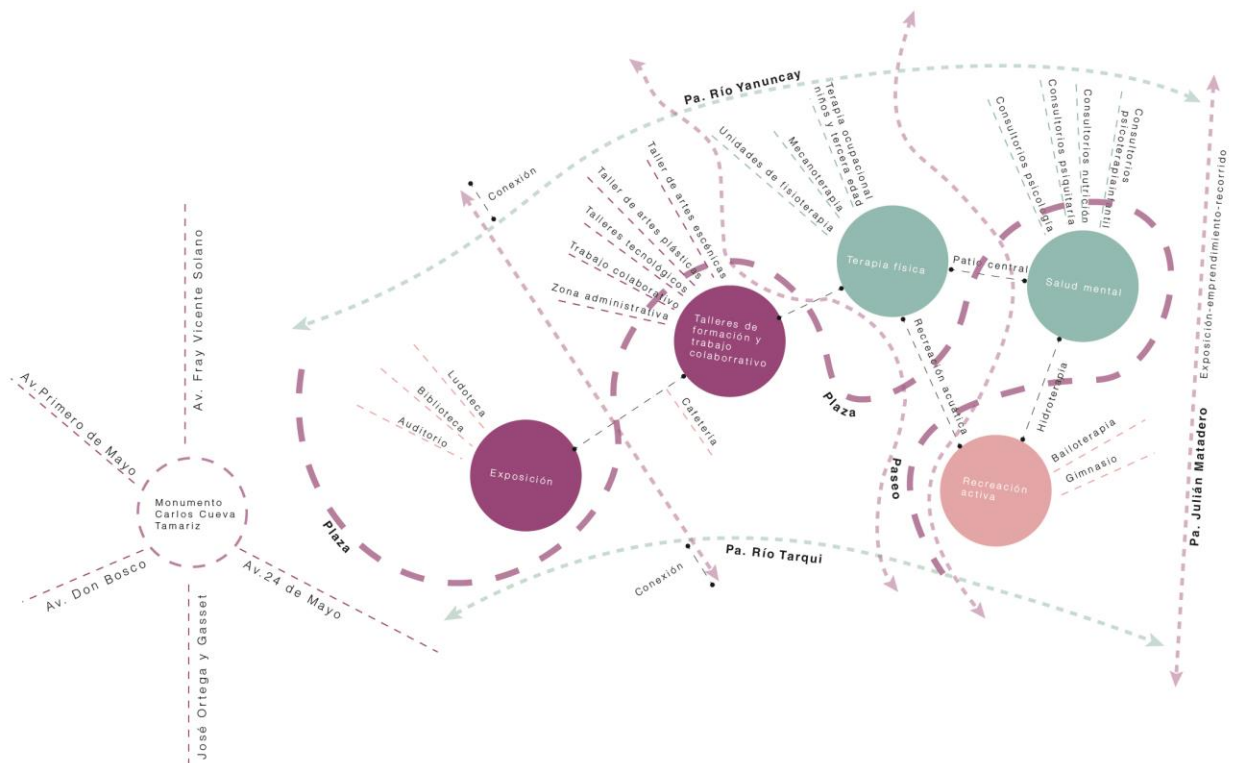 Pa. Río Yanuncay
Conexión
Av. Fray Vicente Solano
Av.Primero de Mayo
Monumento
Carlos Cueva
Tamariz
Av. Don Bosco
Av.24 de Mayo
José Ortega y Gasset
Ludoteca
Biblioteca
Auditorio
Exposición
Plaza
Taller de artes escénicas
Taller de artes plásticas
Talleres tecnológicos
Trabajo colaborativo
Zona administrativa
Talleres de
formación y
trabajo
colaborrativo
Cafetería
Unidades de fisioterapia
Mecanoterapia
Terapia ocupacional
niños y tercera edad
Terapia física
Plaza
Patio central
Consultorios psicología
Consultorios psiquitaria
Consultorios nutrición
Consultorios
psicoterapiainfantil
Salud mental
Recreación acuática
Hidroterapia
Paseo
Recreación
activa
Bailoterapia
Gimnasio
Exposición-emprendimiento-recorrido
Pa. Julián Matadero
Pa. Río Tarqui
Conexión